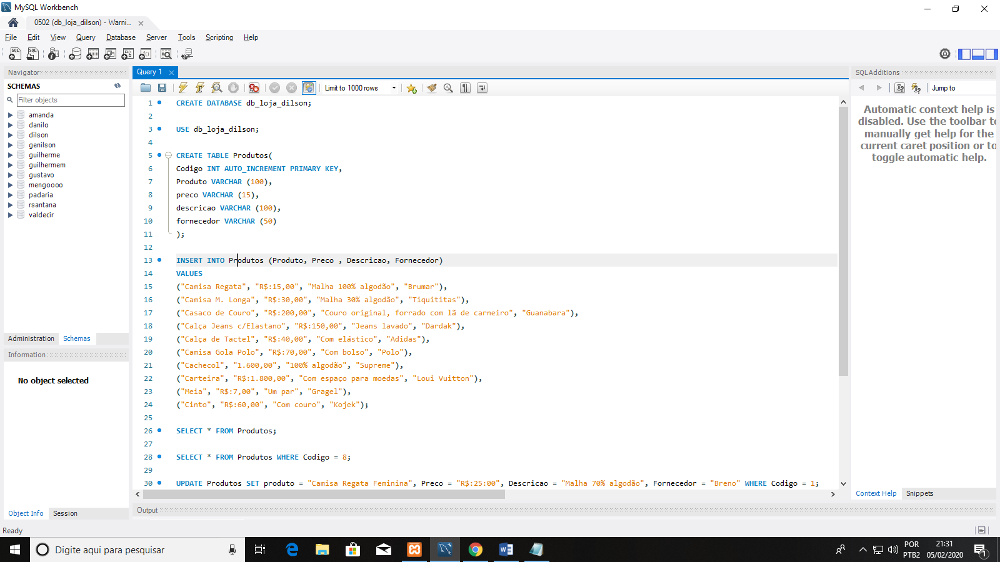 MySQL Workbench
0502 (db_loja_dilson) - Warni...
File Edit View Query Database Server Tools Scripting Help
Navigator
SCHEMAS
Filter objects
amanda
danilo
dilson
genilson
guilherme
guilhermem
gustavo
mengoooo
padaria
rsantana
valdecir
Administration Schemas
Information
No object selected
Object Info Session
Query 1
Limit to 1000 rows
1 CREATE DATABASE db_loja_dilson;
2
3 USE db_loja_dilson;
4
5 CREATE TABLE Produtos(
6 Codigo INT AUTO_INCREMENT PRIMARY KEY,
7 Produto VARCHAR (100),
8 preco VARCHAR (15),
9 descricao VARCHAR (100),
10 fornecedor VARCHAR (50)
11 );
12
13 INSERT INTO Produtos (Produto, Preco , Descricao, Fornecedor)
14 VALUES
15 ("Camisa Regata", "R$:15,00", "Malha 100% algodão", "Brumar"),
16 ("Camisa M. Longa", "R$:30,00", "Malha 30% algodão", "Tiquititas"),
17 ("Casaco de Couro", "R$:200,00", "Couro original, forrado com lã de carneiro", "Guanabara"),
18 ("Calça Jeans c/Elastano", "R$:150,00", "Jeans lavado", "Dardak"),
19 ("Calça de Tactel", "R$:40,00", "Com elástico", "Adidas"),
20 ("Camisa Gola Polo", "R$:70,00", "Com bolso", "Polo"),
21 ("Cachecol", "1.600,00", "100% algodão", "Supreme"),
22 ("Carteira", "R$:1.800,00", "Com espaço para moedas", "Loui Vuitton"),
23 ("Meia", "R$:7,00", "Um par", "Gragel"),
24 ("Cinto", "R$:60,00", "Com couro", "Kojek");
25
26 SELECT * FROM Produtos;
27
28 SELECT * FROM Produtos WHERE Codigo = 8;
29
30 UPDATE Produtos SET produto = "Camisa Regata Feminina", Preco = "R$:25:00", Descricao = "Malha 70% algodão", Fornecedor = "Breno" WHERE Codigo = 1;
Output
SQLAdditions
Jump to
Automatic context help is
disabled. Use the toolbar to
manually get help for the
current caret position or to
toggle automatic help.
Context Help Snippets
Ready
Digite aqui para pesquisar
POR
PTB2
21:31
05/02/2020
1